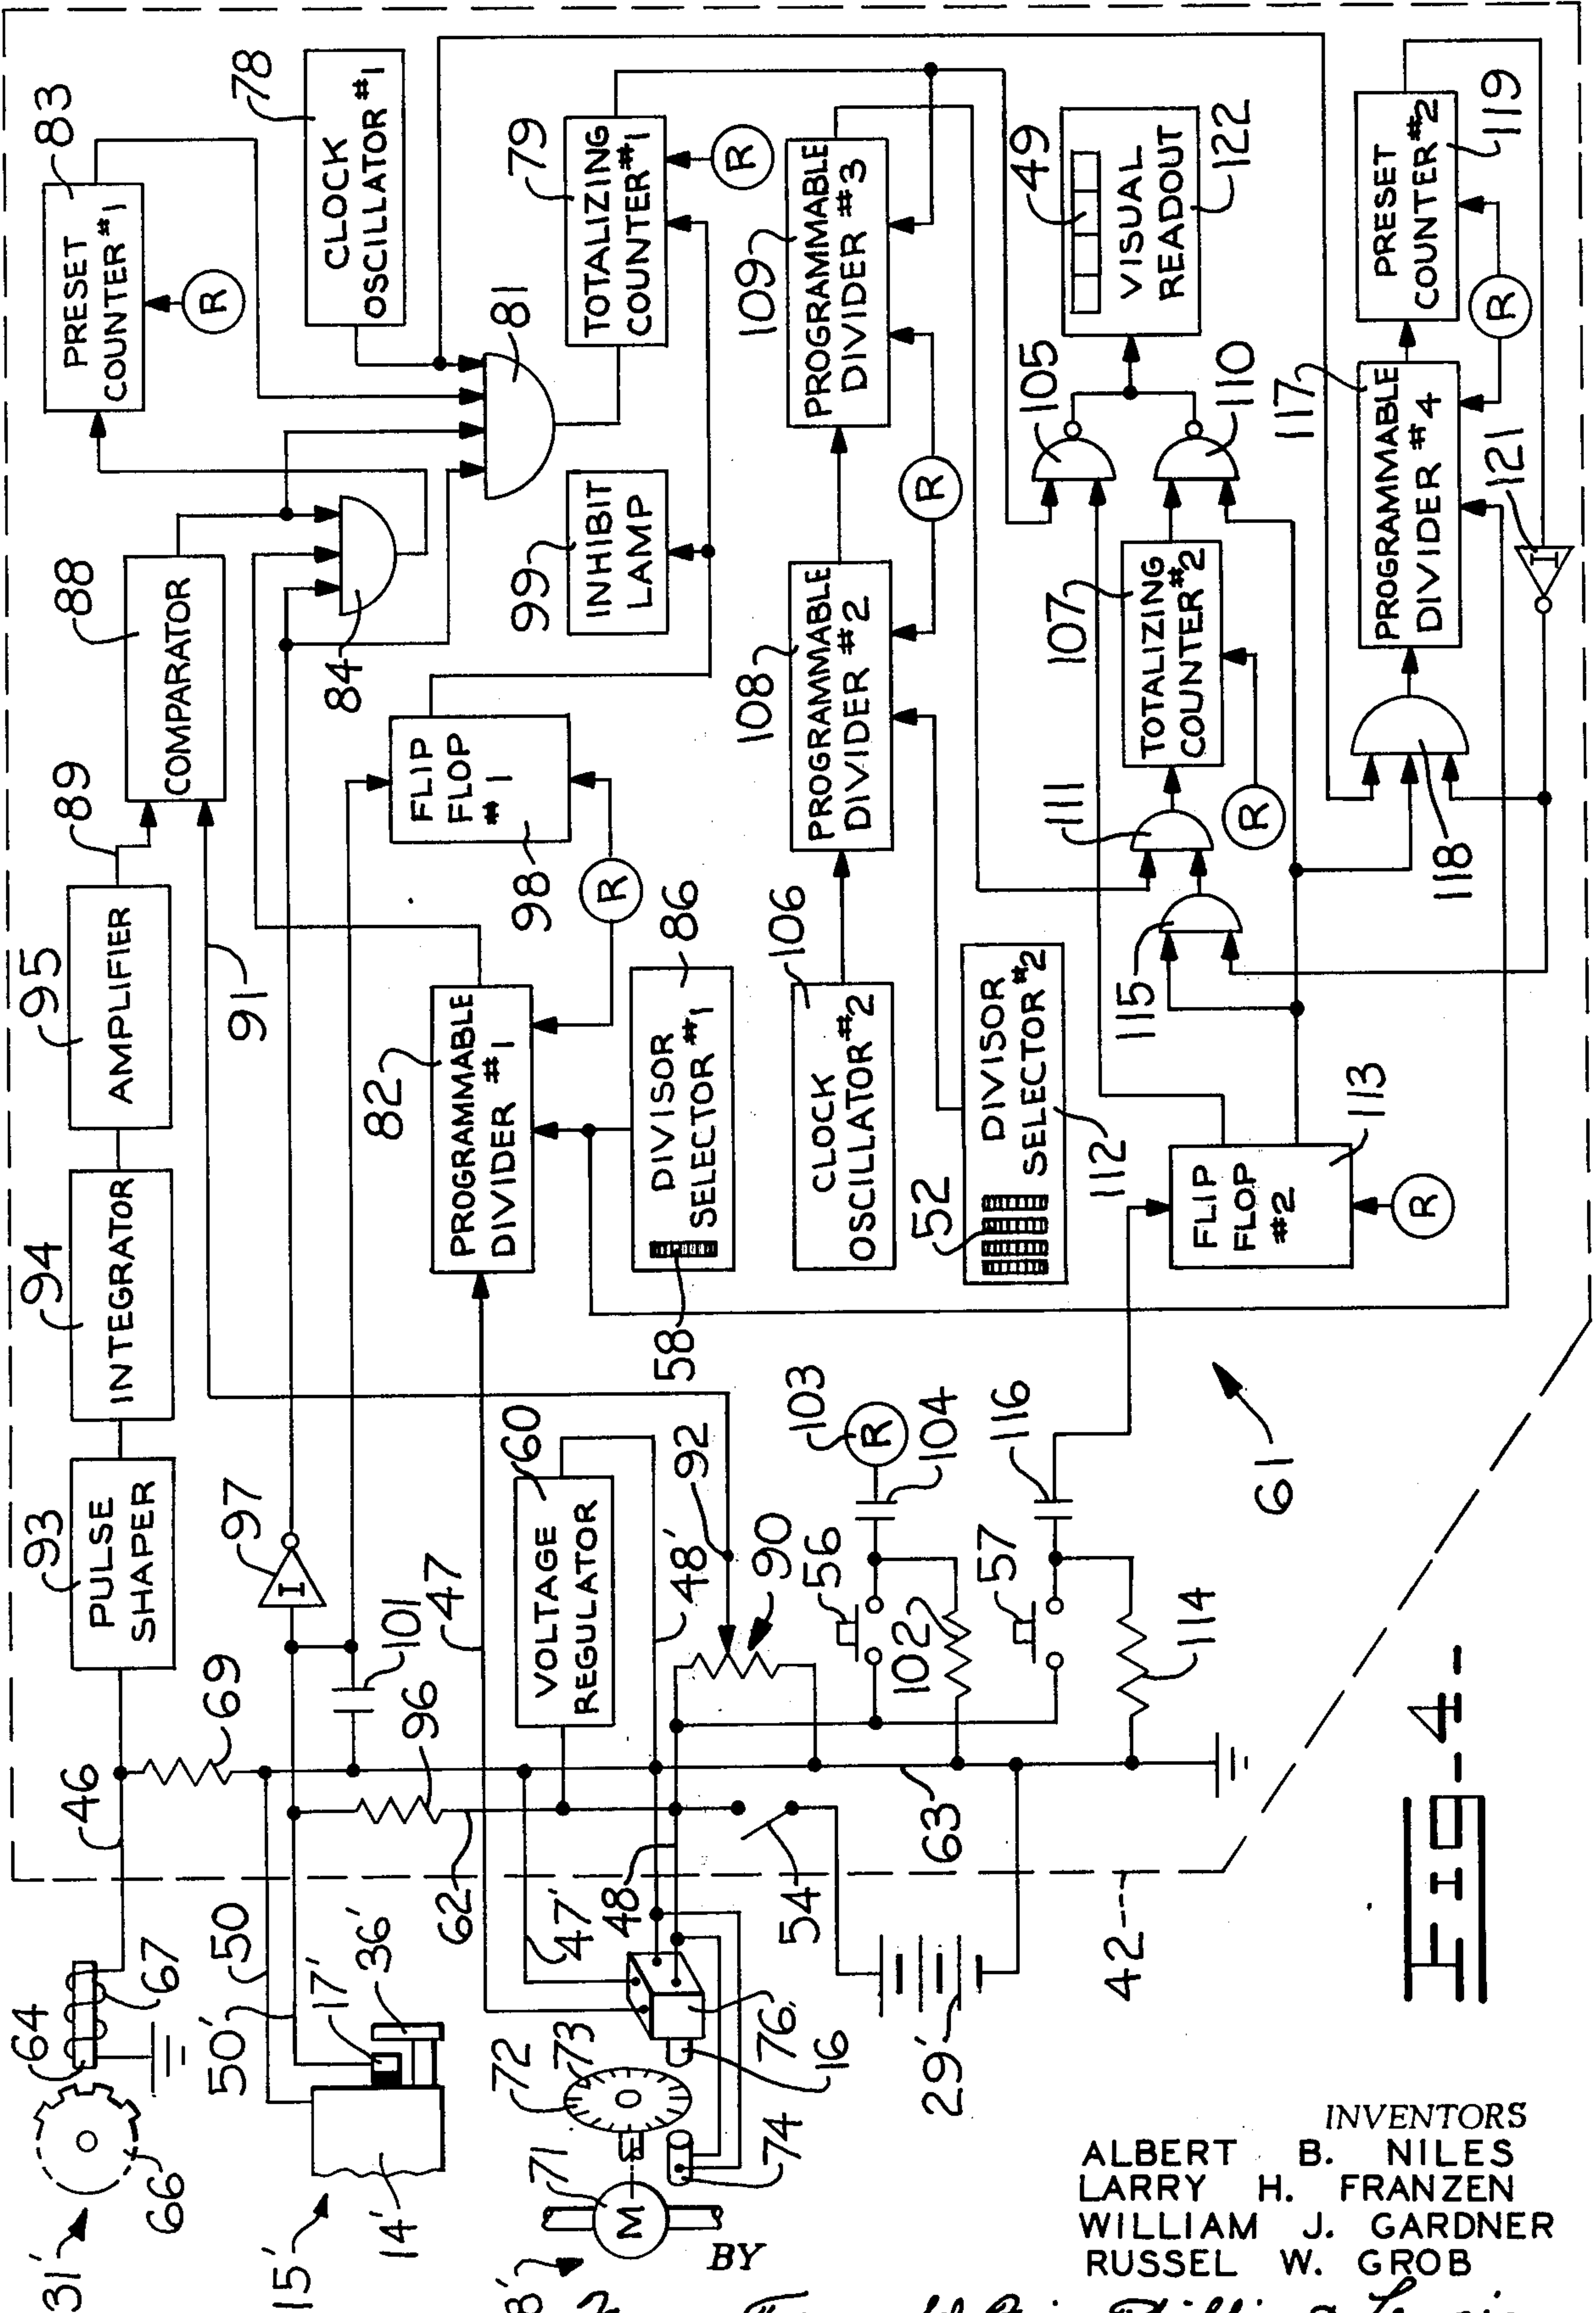 83
PRESET
COUNTER #1
R
78
CLOCK
OSCILLATOR #1
79
TOTALIZING
COUNTER #1
R
81
88
COMPARATOR
89
84
99
INHIBIT
LAMP
95
AMPLIFIER
91
94
INTEGRATOR
93
PULSE
SHAPER
97
I
98
FLIP
FLOP
#1
R
82
PROGRAMMABLE
DIVIDER #1
86
DIVISOR
SELECTOR #1
58
109
PROGRAMMABLE
DIVIDER #3
R
108
PROGRAMMABLE
DIVIDER #2
106
CLOCK
OSCILLATOR #2
52
DIVISOR
SELECTOR #2
112
49
VISUAL
READOUT
122
105
110
107
TOTALIZING
COUNTER #2
R
111
115
113
FLIP
FLOP
#2
R
119
PRESET
COUNTER #2
R
117
PROGRAMMABLE
DIVIDER #4
121
I
118
60
VOLTAGE
REGULATOR
47
48'
92
90
103
R
104
56
102
57
116
114
61
101
96
69
46
62
63
54
48
47'
50
50'
17'
36'
64
67
66
31'
15'
14'
72
73
71
M
74
76
16
29'
42
8'
FIG-4-
INVENTORS
ALBERT B. NILES
LARRY H. FRANZEN
WILLIAM J. GARDNER
RUSSEL W. GROB
BY